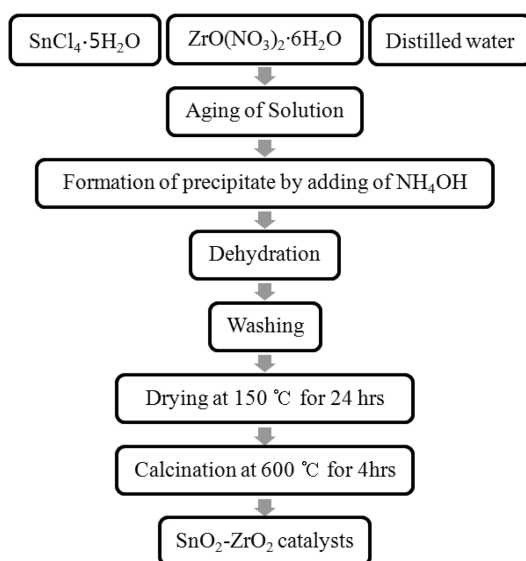 SnCl₄·5H₂O
ZrO(NO₃)₂·6H₂O
Distilled water
Aging of Solution
Formation of precipitate by adding of NH₄OH
Dehydration
Washing
Drying at 150 ℃ for 24 hrs
Calcination at 600 ℃ for 4hrs
SnO₂-ZrO₂ catalysts